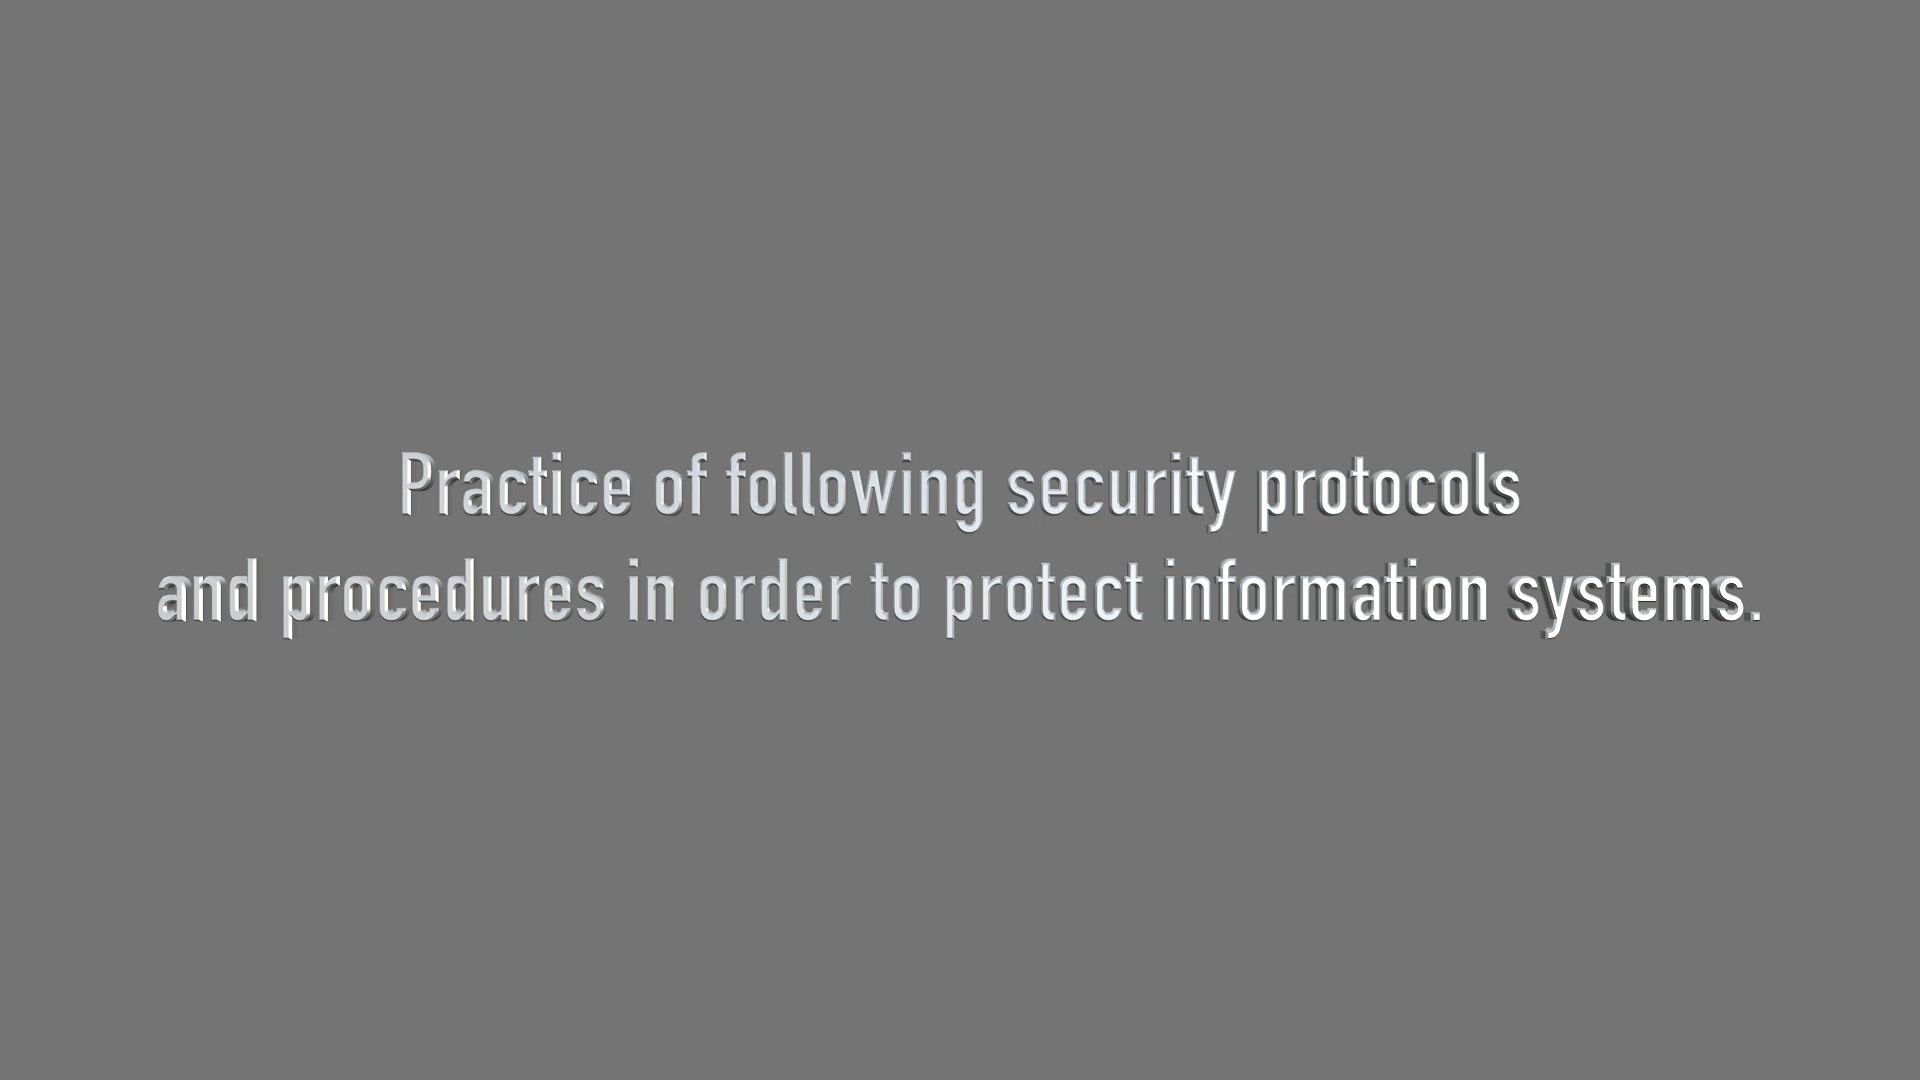 Practice of following security protocols
and procedures in order to protect information systems.